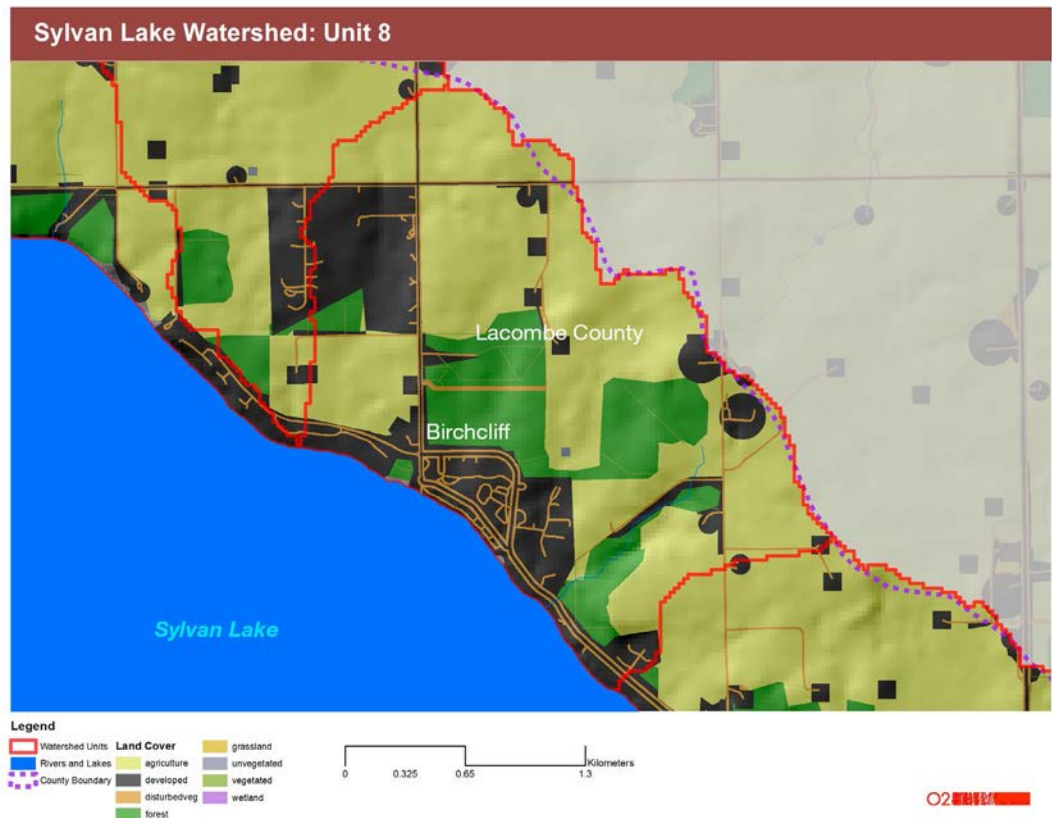 Sylvan Lake Watershed: Unit 8
Lacombe County
Birchcliff
Sylvan Lake
Legend
Watershed Units
Rivers and Lakes
County Boundary
Land Cover
agriculture
developed
disturbedveg
forest
grassland
unvegetated
vegetated
wetland
Kilometers
0 0.325 0.65 1.3
O2